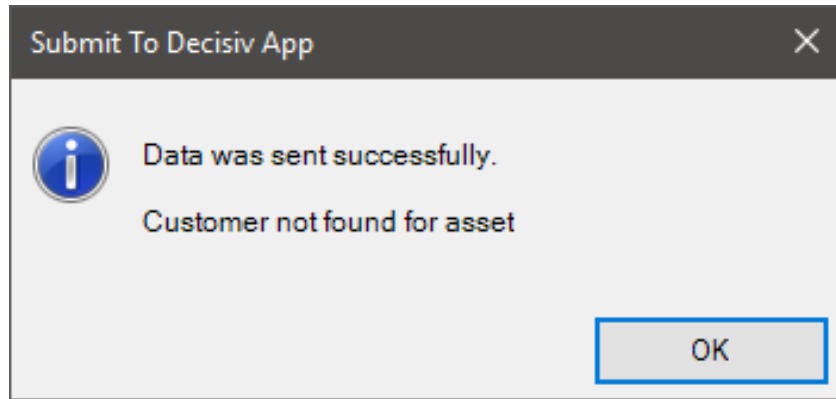 Submit To Decisiv App
Data was sent successfully.
Customer not found for asset
OK